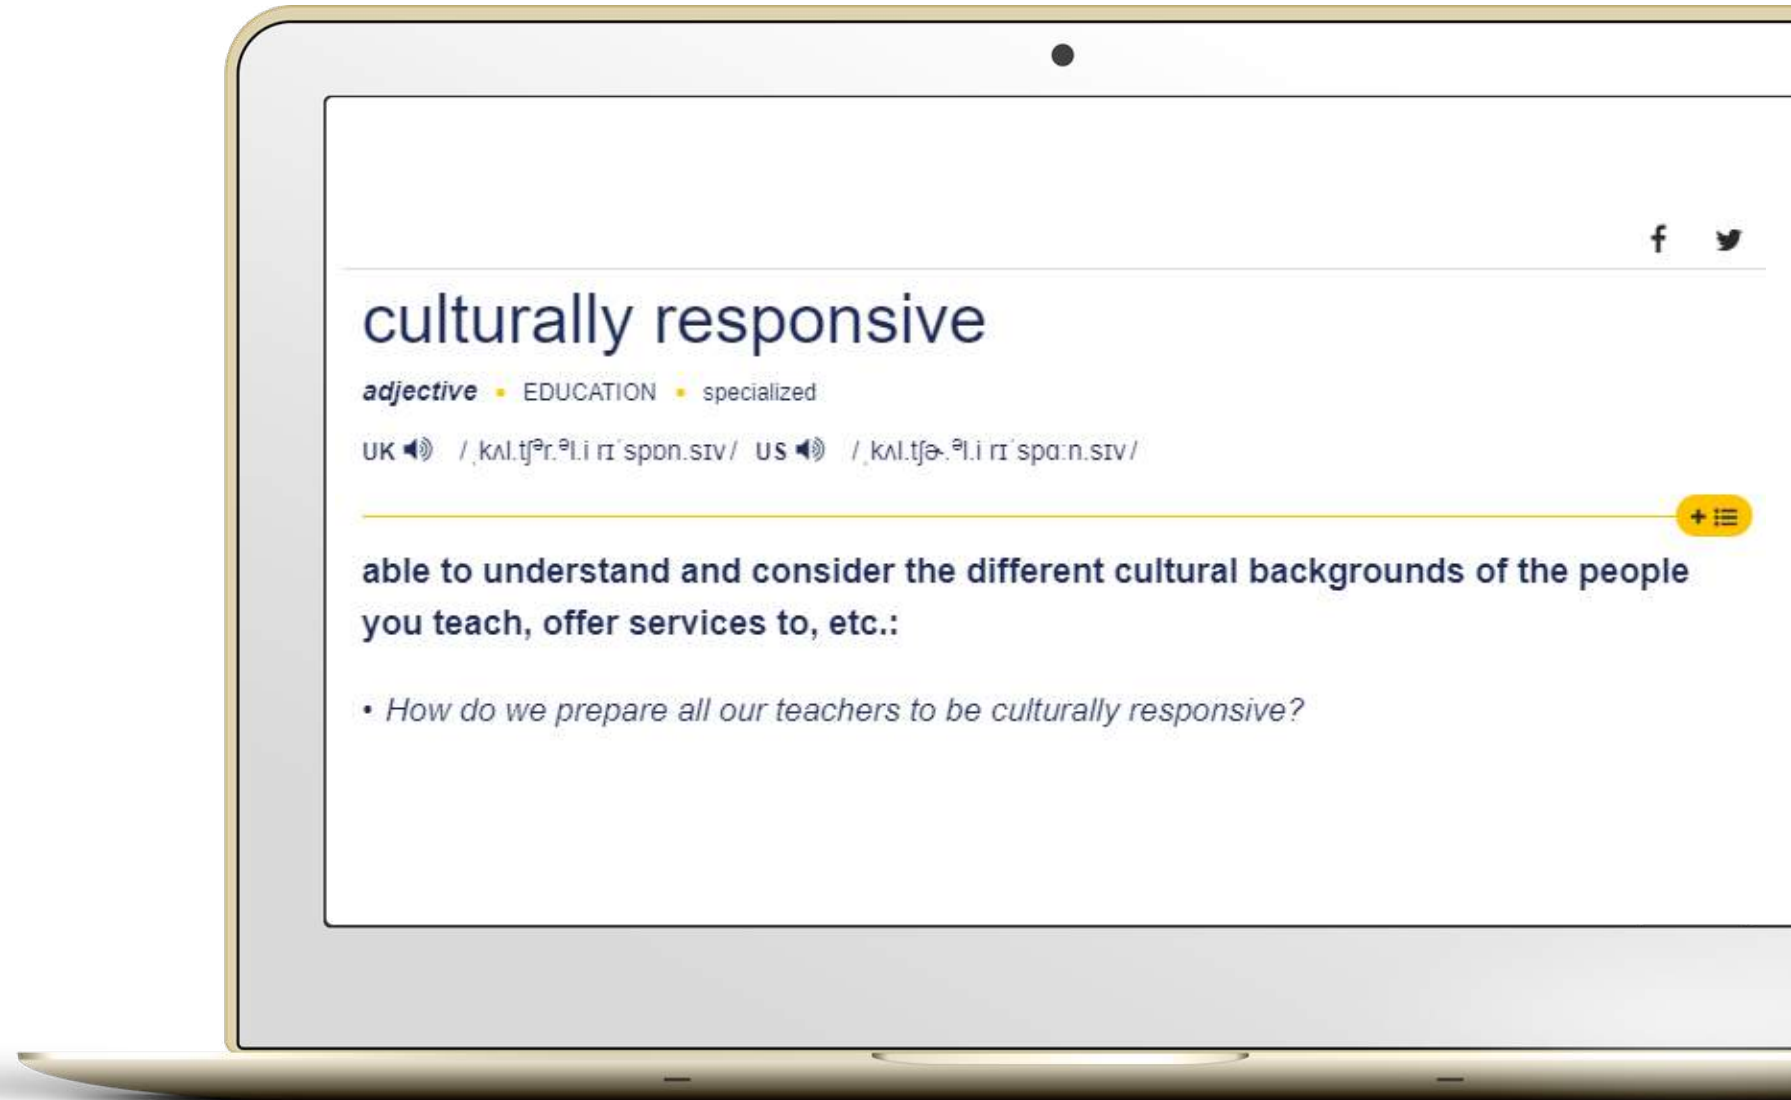 culturally responsive
adjective • EDUCATION • specialized
UK /ˌkʌl.tʃᵊr.ᵊl.i rɪˈspɒn.sɪv/ US /ˌkʌl.tʃɚ.ᵊl.i rɪˈspɑːn.sɪv/
able to understand and consider the different cultural backgrounds of the people
you teach, offer services to, etc.:
• How do we prepare all our teachers to be culturally responsive?